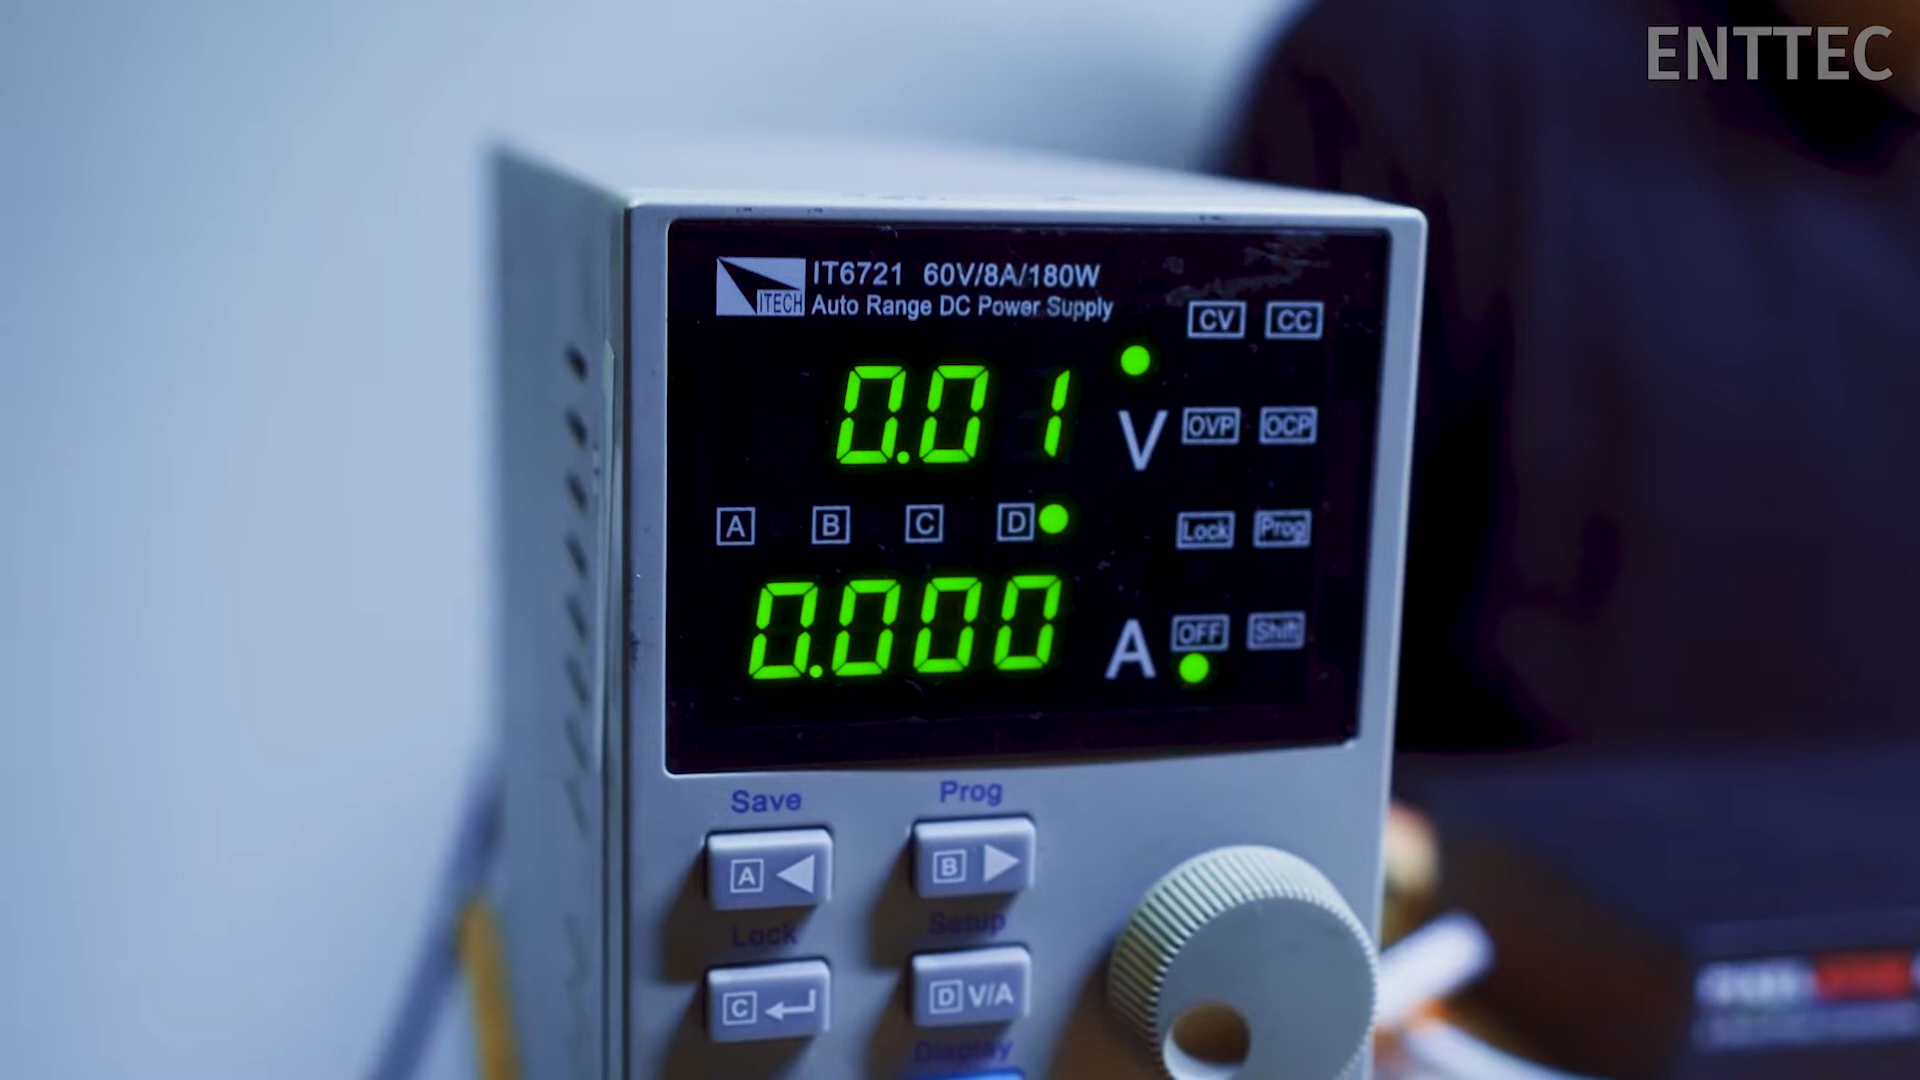 ENTTEC
IT6721 60V/8A/180W
ITECH
Auto Range DC Power Supply
CV CC
0.01
V
OVP OCP
A B C D
Lock Prog
0.000
A
OFF Shift
Save Prog
A B
Lock Setup
C D V/A
Display